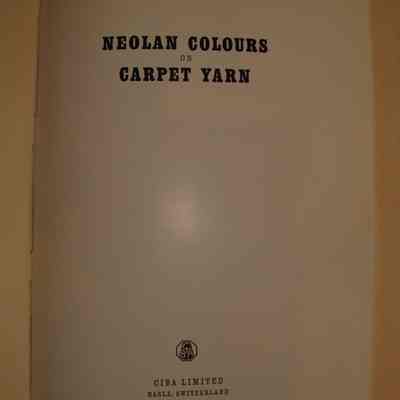 NEOLAN COLOURS
ON
CARPET YARN
CIBA LIMITED
BASLE, SWITZERLAND